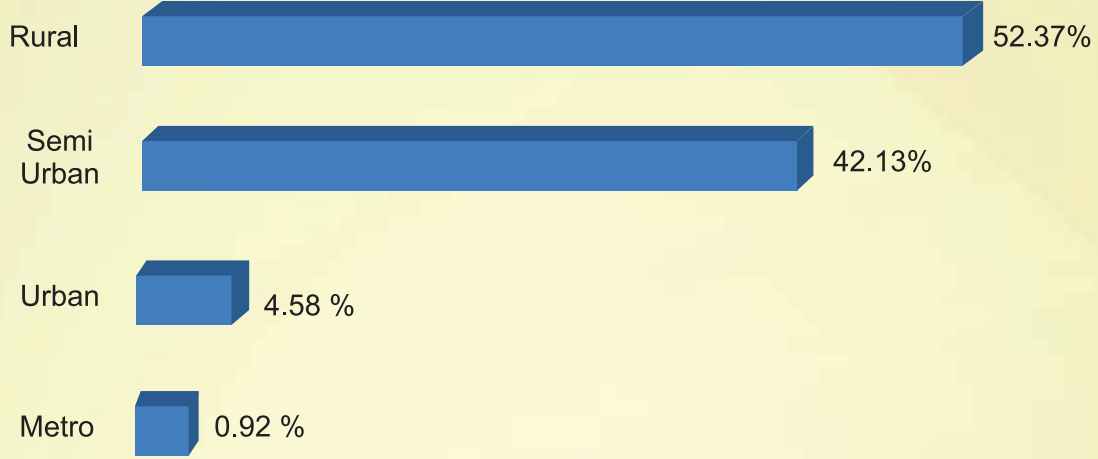 Rural
52.37%
Semi
Urban
42.13%
Urban
4.58 %
Metro
0.92 %